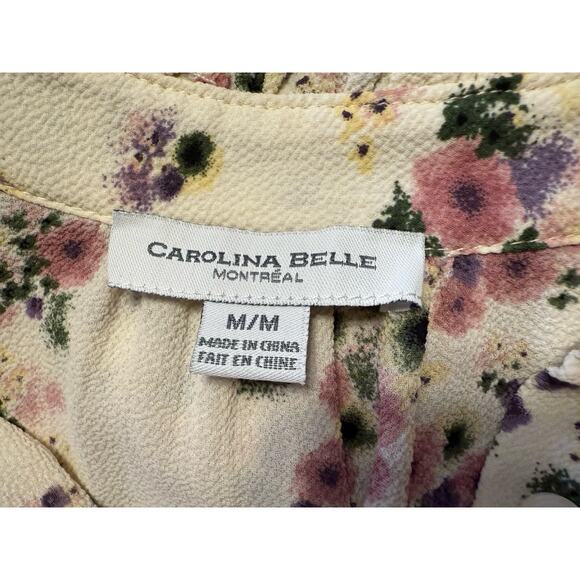 CAROLINA BELLE
MONTRÉAL
M/M
MADE IN CHINA
FAIT EN CHINE